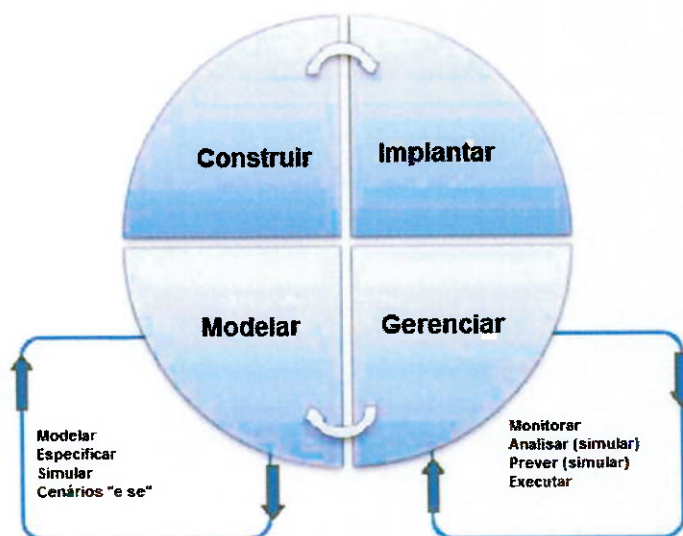 Construir
Implantar
Modelar
Gerenciar
Modelar
Especificar
Simular
Cenários "e se"
Monitorar
Analisar (simular)
Prever (simular)
Executar